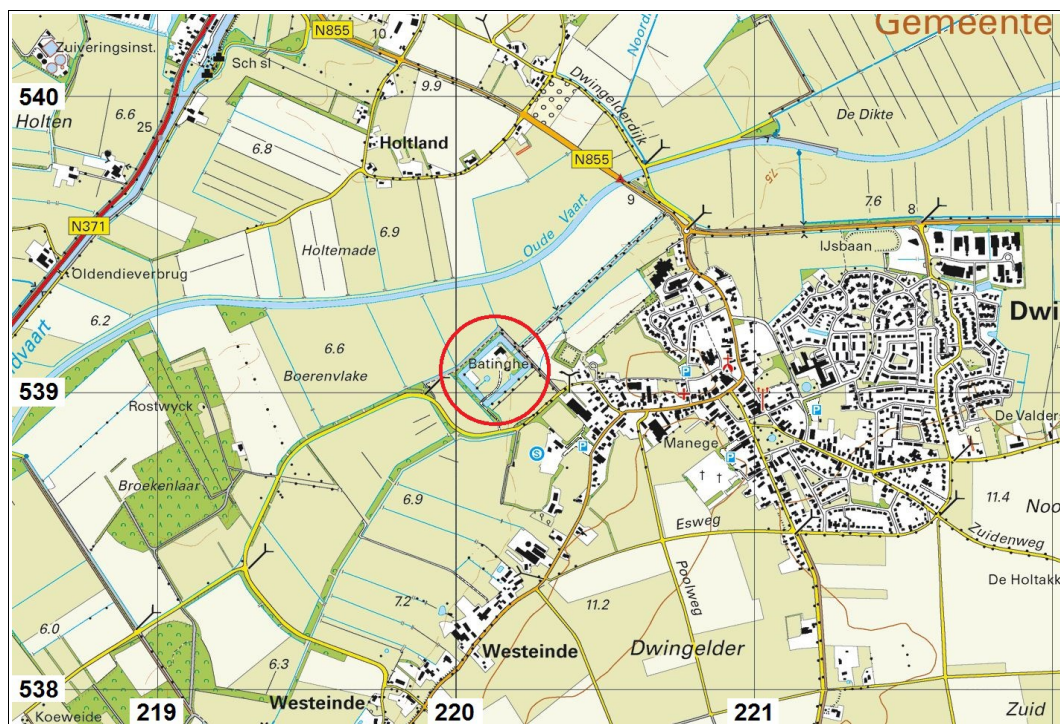 Gemeente
N855
10
Zuiveringsinst.
Sch sl
Noord
540
9.9
Dwingelderdijk
De Dikte
Holten
6.6
25
6.8
Holtland
N855
75
9
7.6
8
N371
Oude Vaart
Holtemade
6.9
IJsbaan
Oldendieverbrug
6.2
Dwi
dvaart
6.6
Batinghe
Boerenvlake
P
539
Rostwyck
P
De Valder
Manege
S
P
P
Broekenlaar
6.9
11.4
Noo
Esweg
Zuidenweg
De Holtakk
Poolweg
7.2
11.2
6.0
Westeinde
Dwingelder
6.3
538
Westeinde
Koeweide
219
220
221
Zuid